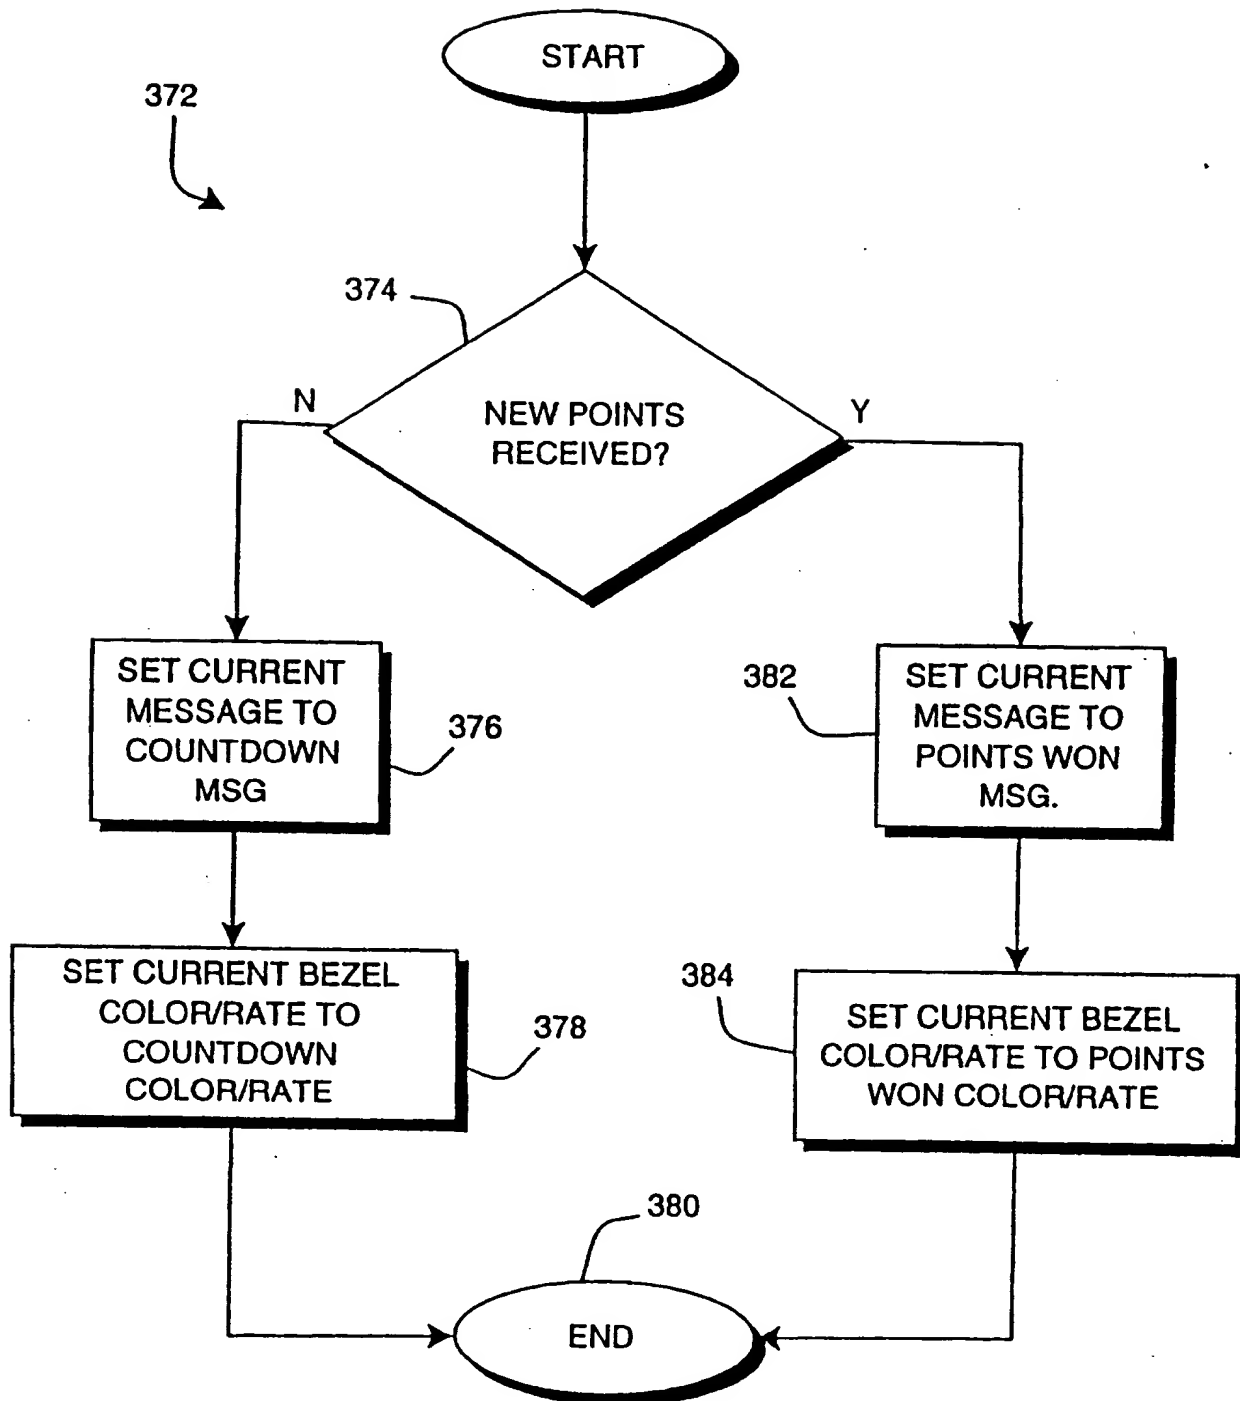 START
372
374
N
NEW POINTS
RECEIVED?
Y
SET CURRENT
MESSAGE TO
COUNTDOWN
MSG
376
382
SET CURRENT
MESSAGE TO
POINTS WON
MSG.
SET CURRENT BEZEL
COLOR/RATE TO
COUNTDOWN
COLOR/RATE
378
384
SET CURRENT BEZEL
COLOR/RATE TO POINTS
WON COLOR/RATE
380
END